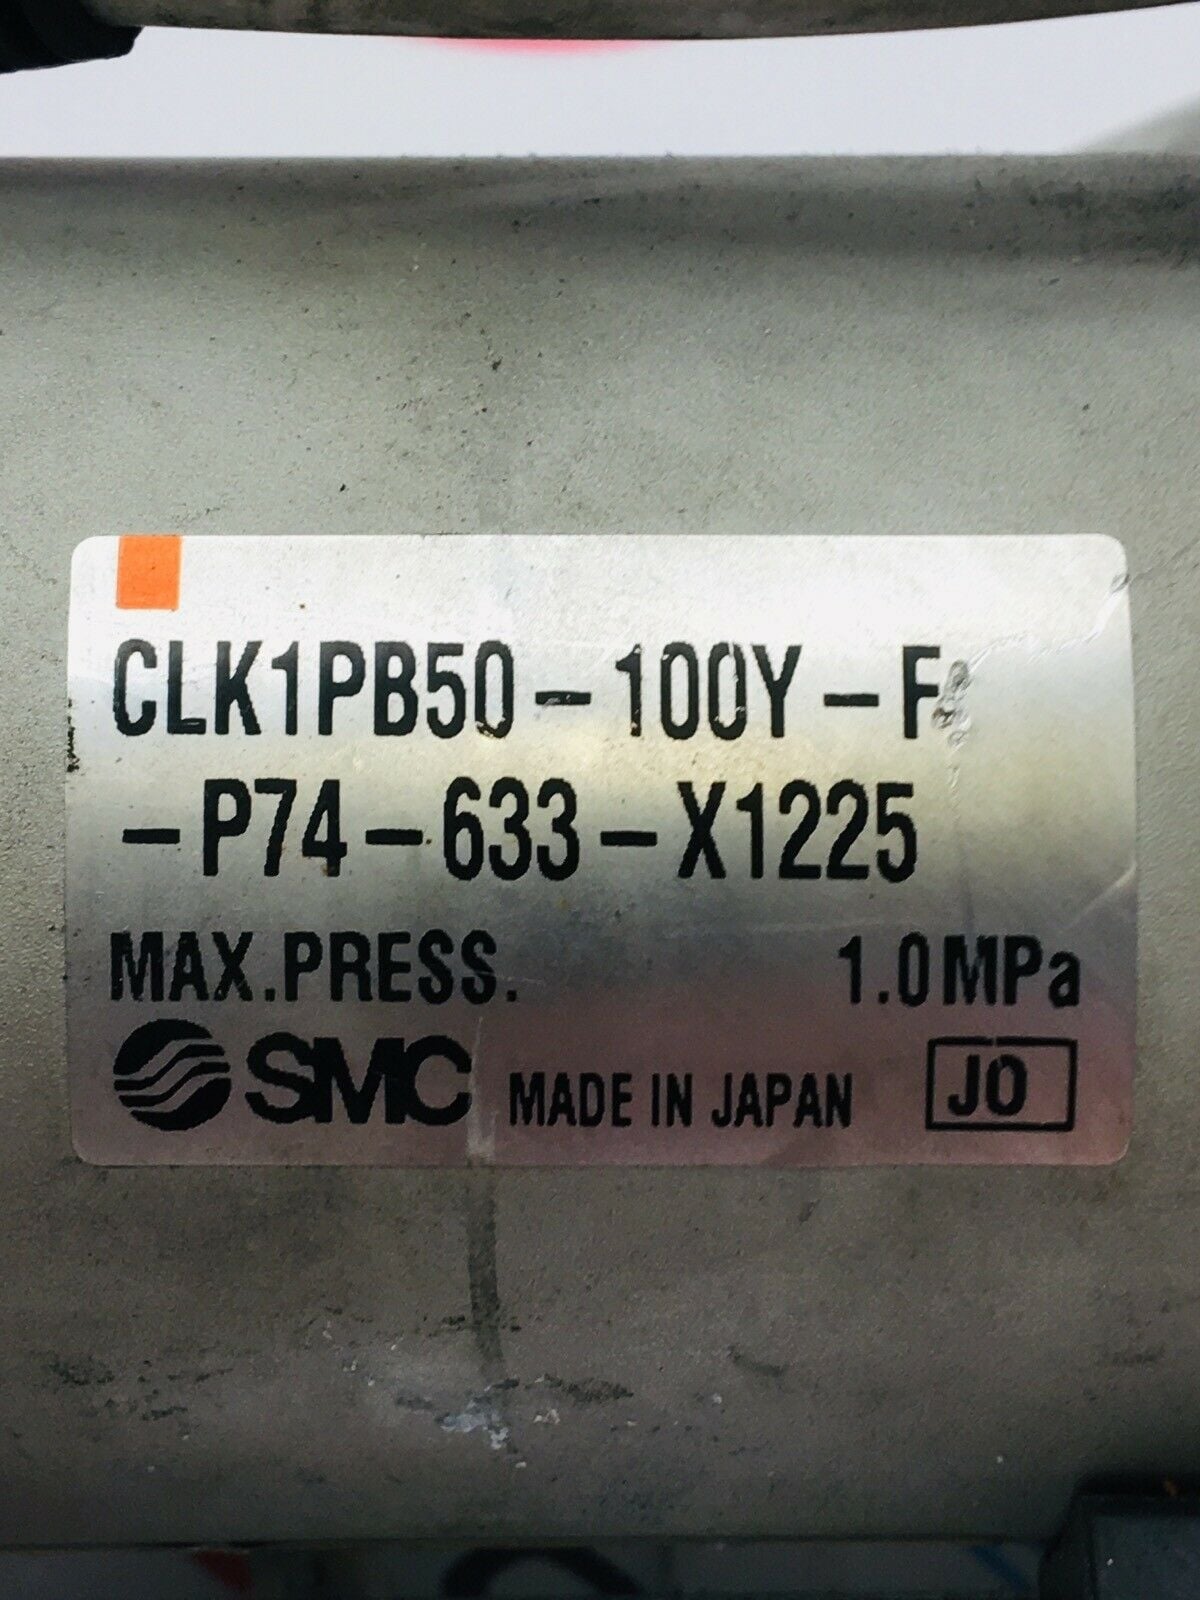 CLK1PB50-100Y-F
-P74-633-X1225
MAX.PRESS. 1.0MPa
SMC MADE IN JAPAN JO